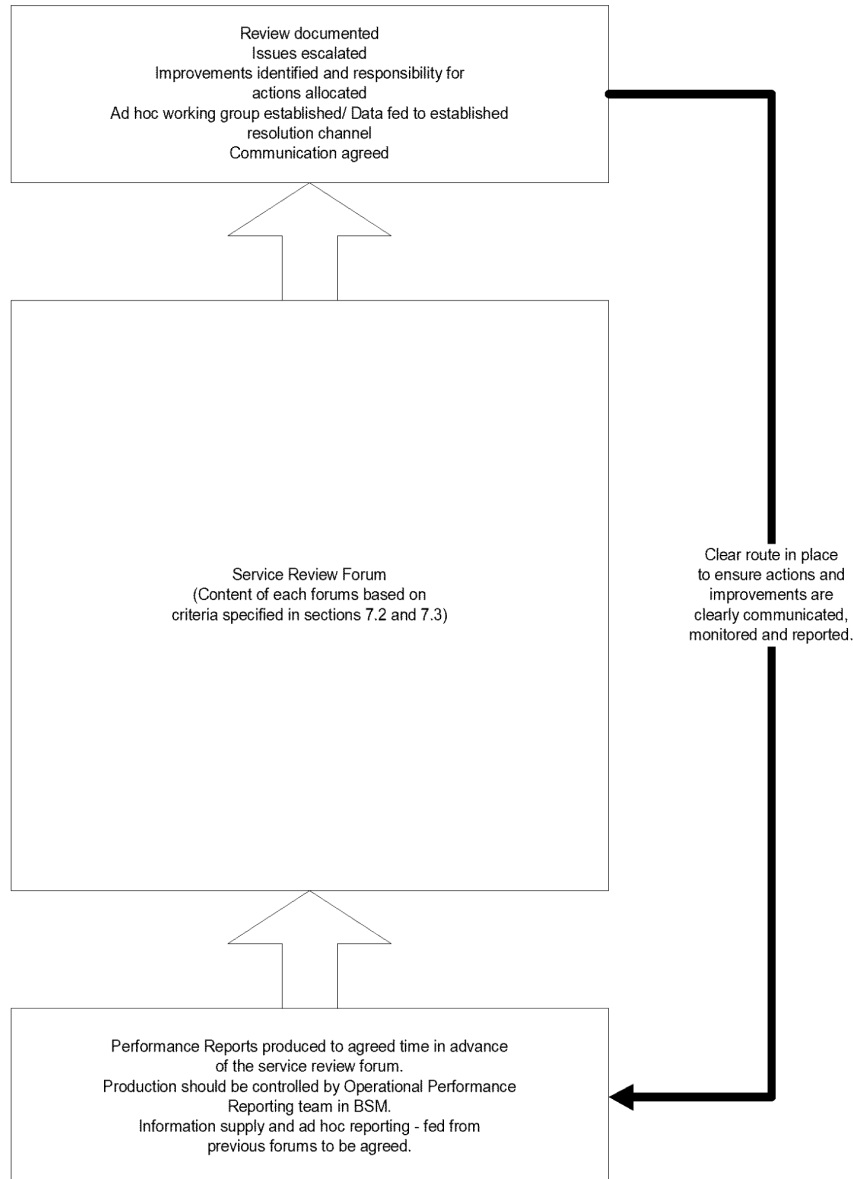 Review documented
Issues escalated
Improvements identified and responsibility for
actions allocated
Ad hoc working group established/ Data fed to established
resolution channel
Communication agreed
Service Review Forum
(Content of each forums based on
criteria specified in sections 7.2 and 7.3)
Clear route in place
to ensure actions and
improvements are
clearly communicated,
monitored and reported.
Performance Reports produced to agreed time in advance
of the service review forum.
Production should be controlled by Operational Performance
Reporting team in BSM.
Information supply and ad hoc reporting - fed from
previous forums to be agreed.